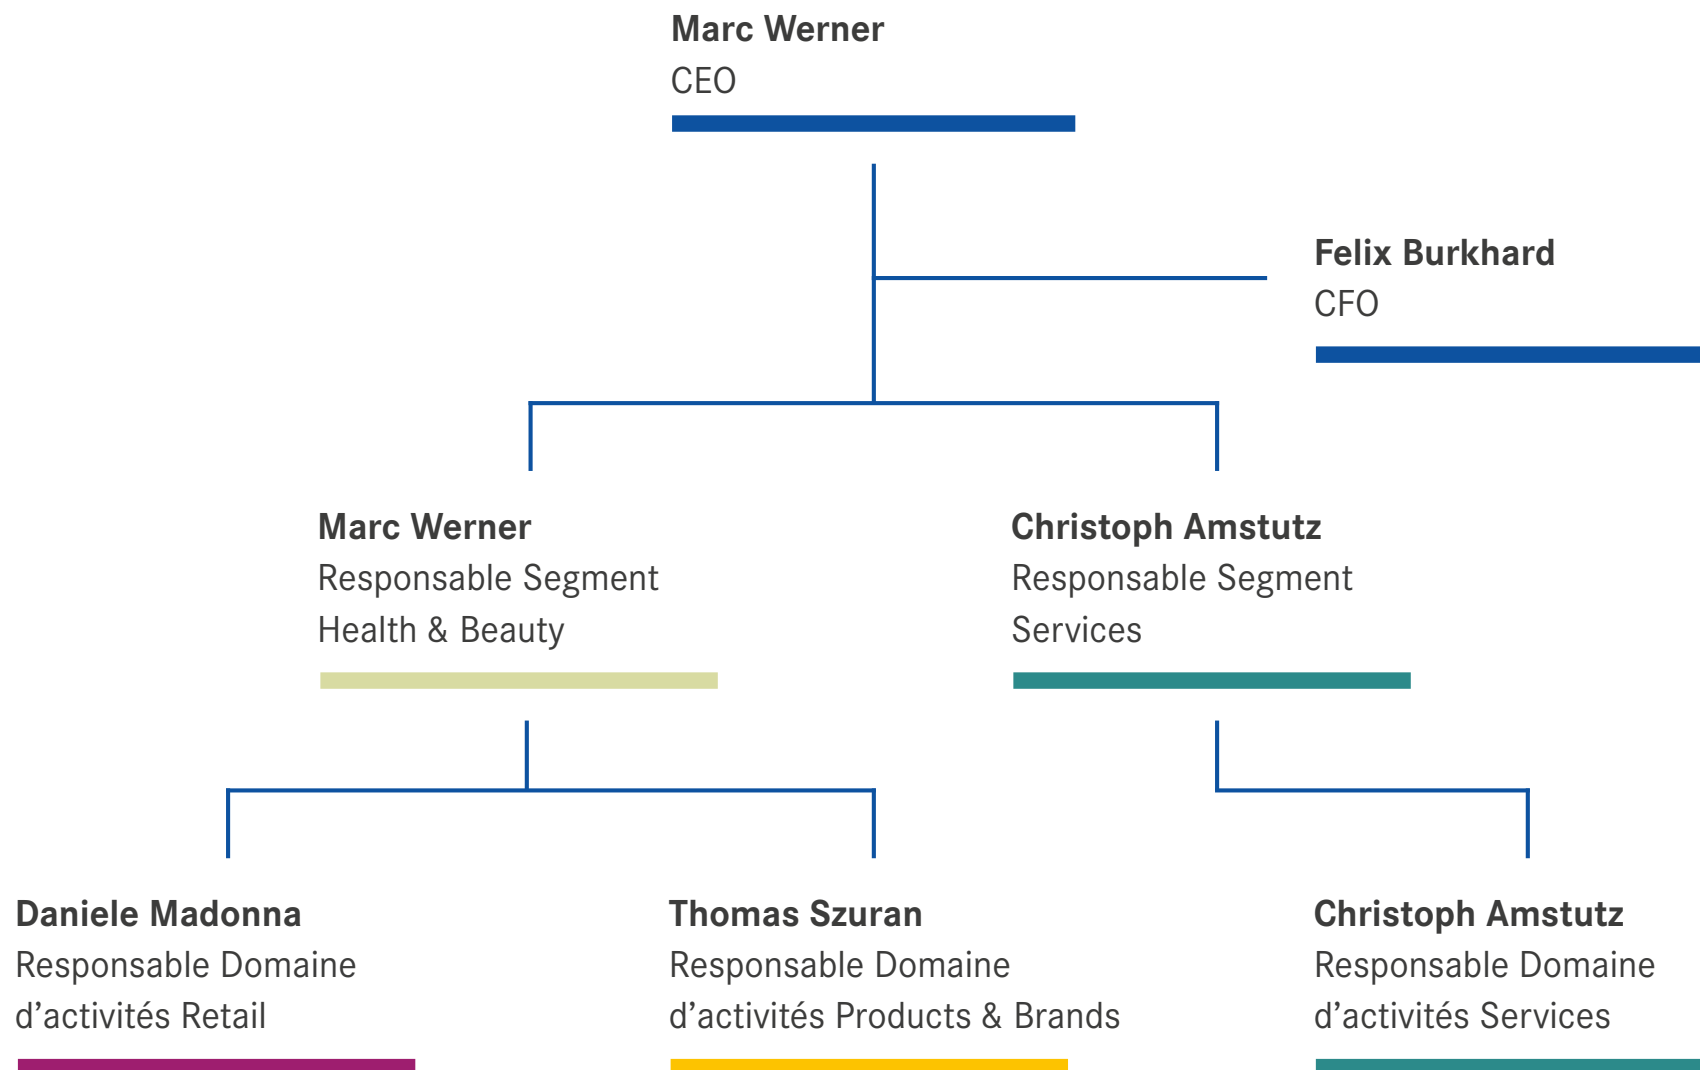 Marc Werner
CEO
Felix Burkhard
CFO
Marc Werner
Responsable Segment
Health & Beauty
Christoph Amstutz
Responsable Segment
Services
Daniele Madonna
Responsable Domaine
d’activités Retail
Thomas Szuran
Responsable Domaine
d’activités Products & Brands
Christoph Amstutz
Responsable Domaine
d’activités Services